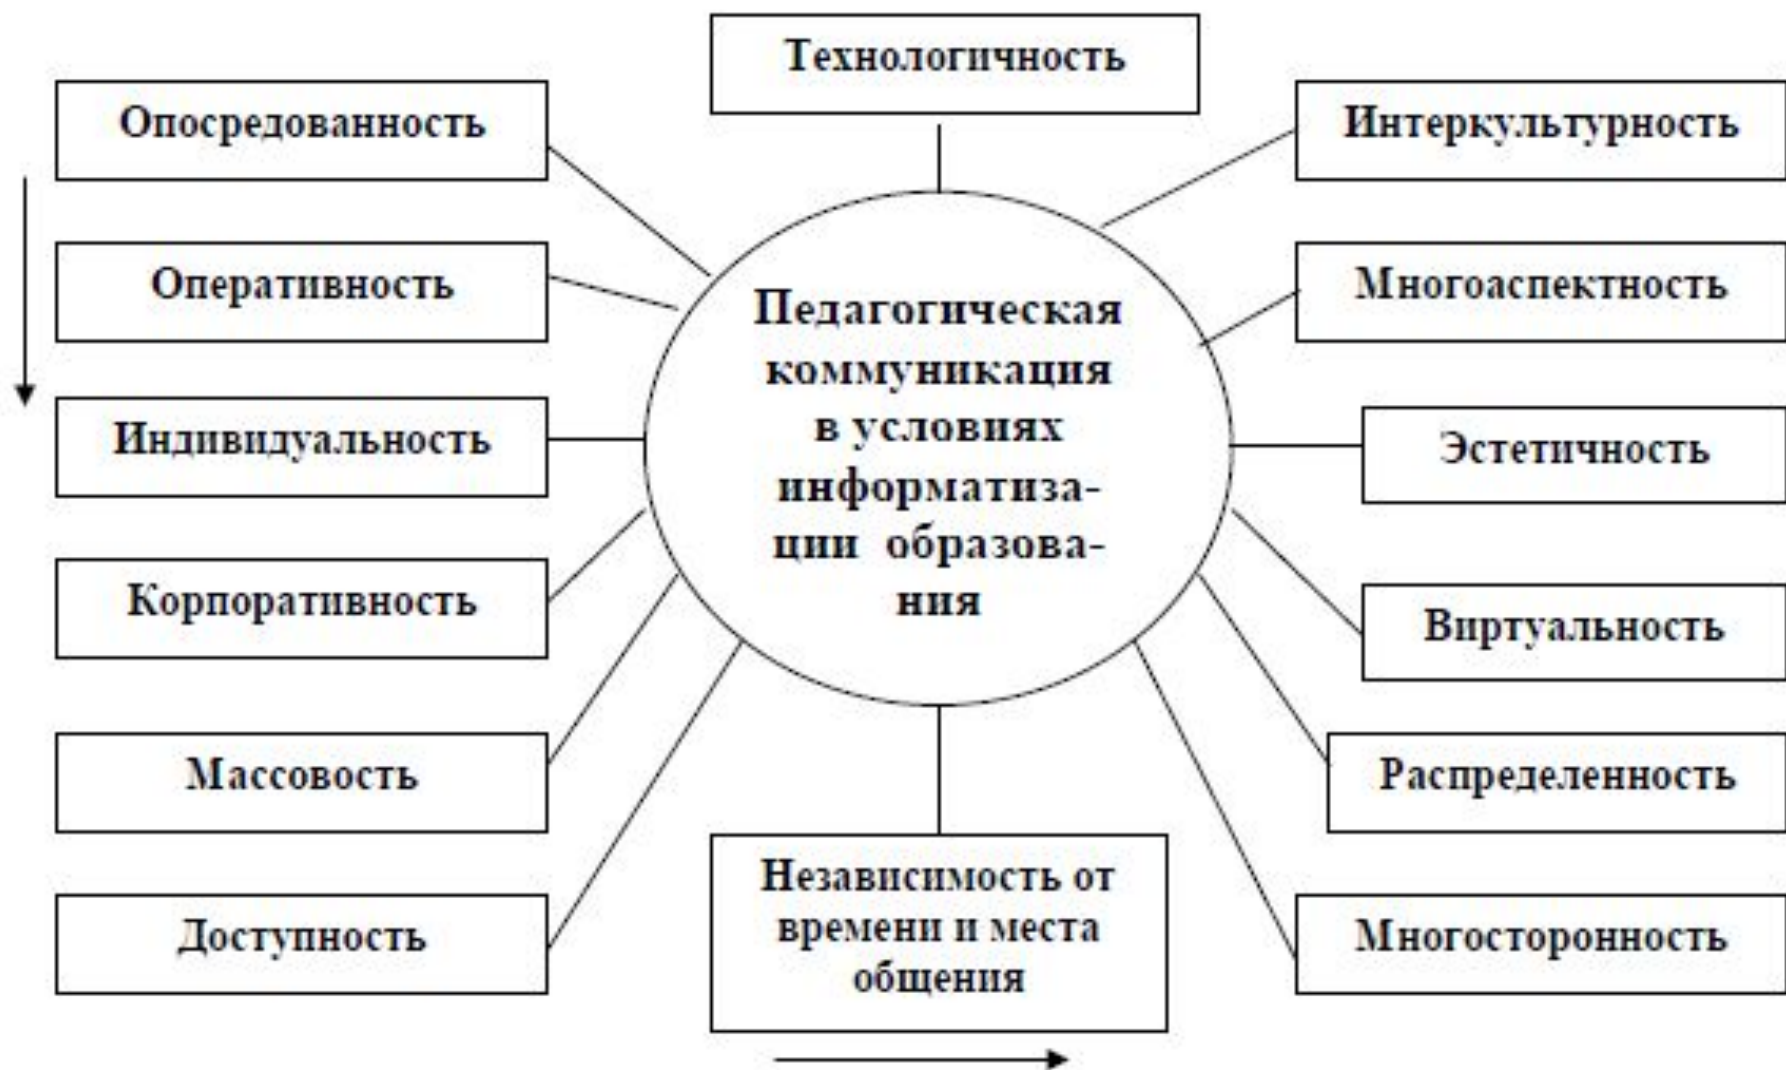 Технологичность
Опосредованность
Интеркультурность
Оперативность
Многоаспектность
Педагогическая
коммуникация
в условиях
информатиза-
ции образова-
ния
Индивидуальность
Эстетичность
Корпоративность
Виртуальность
Массовость
Распределенность
Независимость от
времени и места
общения
Доступность
Многосторонность